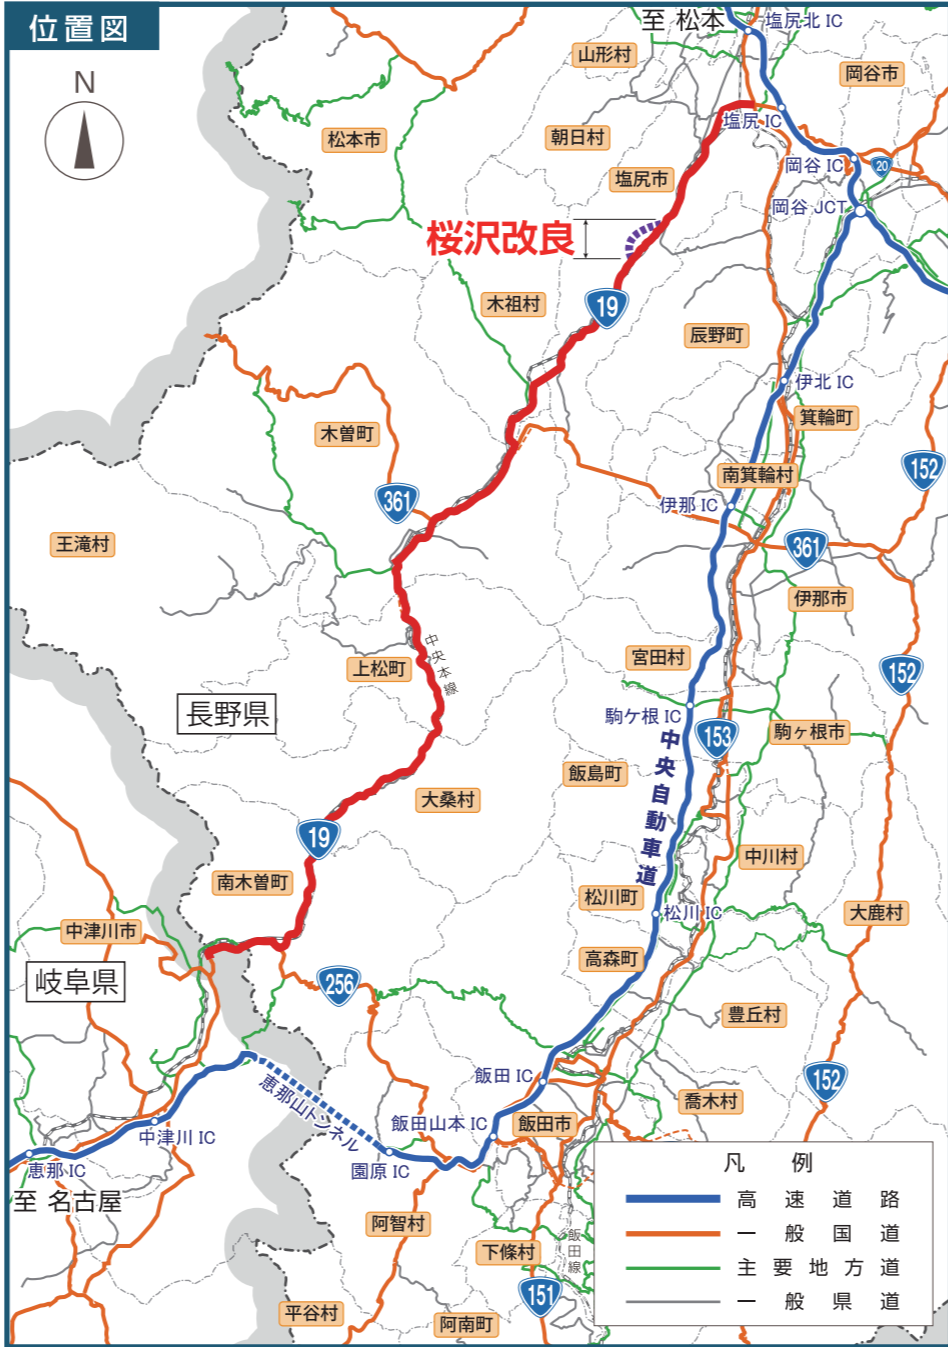 位置図
N
至 松本
塩尻北 IC
山形村
岡谷市
松本市
朝日村
塩尻 IC
塩尻市
岡谷 IC
20
岡谷 JCT
桜沢改良
木祖村
19
辰野町
伊北 IC
木曽町
箕輪町
152
南箕輪村
361
伊那 IC
王滝村
361
伊那市
中央本線
宮田村
上松町
152
長野県
駒ケ根 IC
153
駒ヶ根市
中央自動車道
飯島町
大桑村
19
中川村
南木曽町
松川町
松川 IC
大鹿村
中津川市
高森町
岐阜県
256
豊丘村
飯田 IC
152
恵那山トンネル
喬木村
中津川 IC
飯田山本 IC
飯田市
恵那 IC
園原 IC
至 名古屋
阿智村
下條村
飯田線
151
平谷村
阿南町
凡例
高速道路
一般国道
主要地方道
一般県道